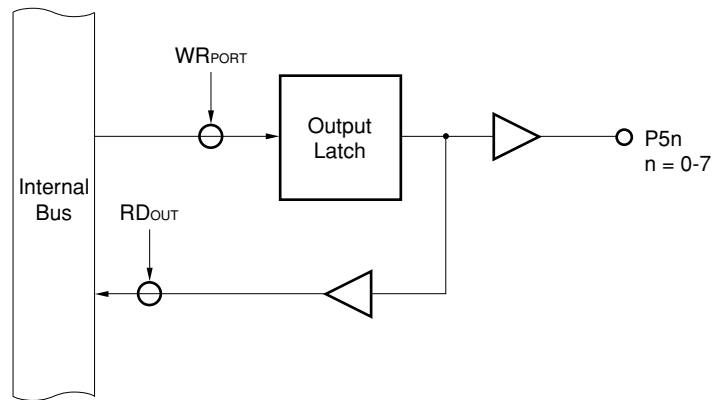 WRPORT
Output
Latch
P5n
n = 0-7
Internal
Bus
RDOUT